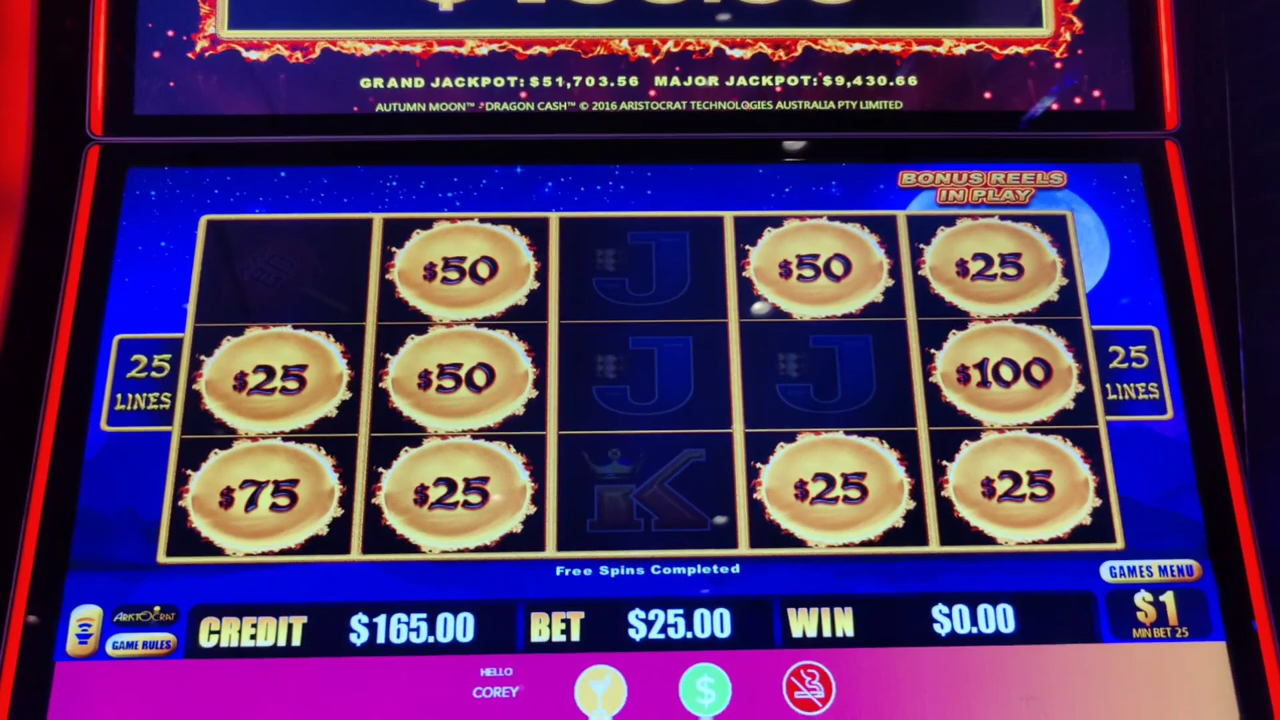 GRAND JACKPOT: $51,703.56 MAJOR JACKPOT: $9,430.66
AUTUMN MOON™ - DRAGON CASH™ © 2016 ARISTOCRAT TECHNOLOGIES AUSTRALIA PTY LIMITED
BONUS REELS
IN PLAY
$50 J $50 $25
25 LINES
$25 $50 J J $100
25 LINES
$75 $25 K $25 $25
Free Spins Completed
GAMES MENU
ARISTOCRAT
GAME RULES
CREDIT $165.00 BET $25.00 WIN $0.00
$1
MIN BET 25
HELLO
COREY
$